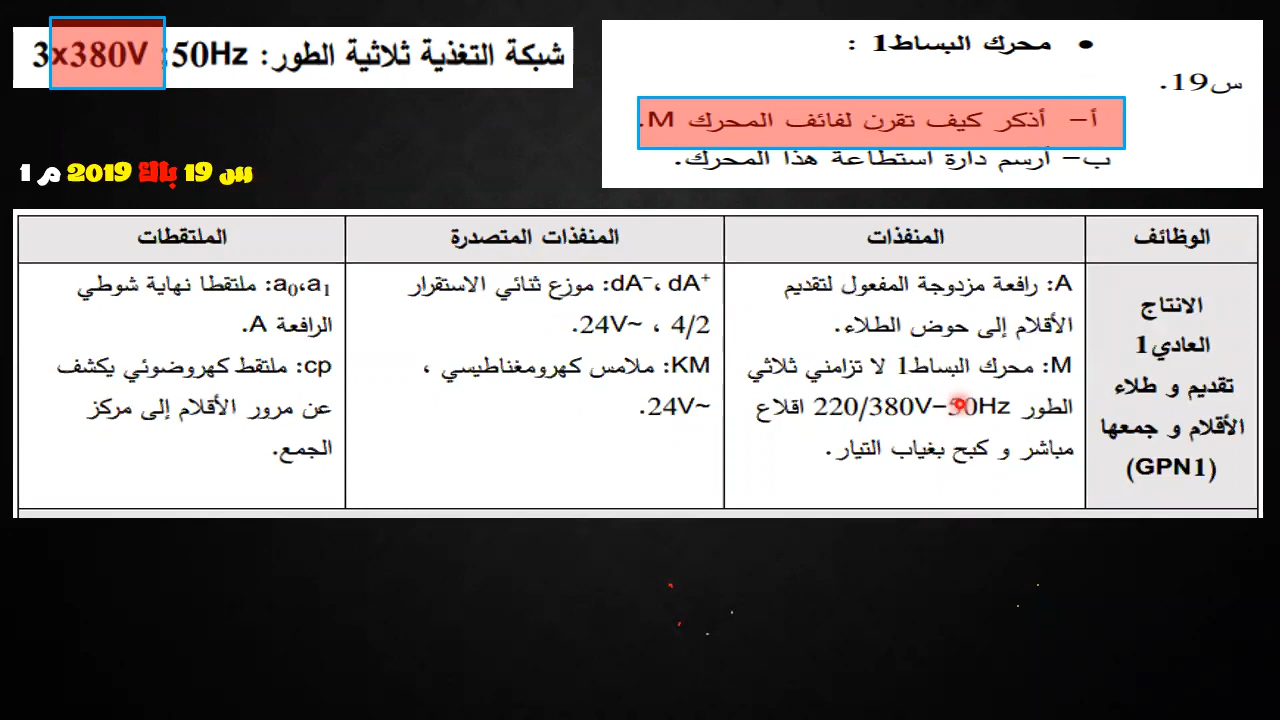 شبكة التغذية ثلاثية الطور: 50Hz؛ 3x380V
• محرك البساط1 :
س19.
أ- أذكر كيف تقرن لفائف المحرك M.
ب- أرسم دارة استطاعة هذا المحرك.
س 19 باك 2019 م 1
الوظائف
المنفذات
المنفذات المتصدرة
الملتقطات
الانتاج
العادي1
تقديم و طلاء
الأقلام و جمعها
(GPN1)
A: رافعة مزدوجة المفعول لتقديم
الأقلام إلى حوض الطلاء.
M: محرك البساط1 لا تزامني ثلاثي
الطور 220/380V-50Hz اقلاع
مباشر و كبح بغياب التيار.
dA⁻، dA⁺: موزع ثنائي الاستقرار
4/2 ، 24V~.
KM: ملامس كهرومغناطيسي ،
24V~.
a₀،a₁: ملتقطا نهاية شوطي
الرافعة A.
cp: ملتقط كهروضوئي يكشف
عن مرور الأقلام إلى مركز
الجمع.